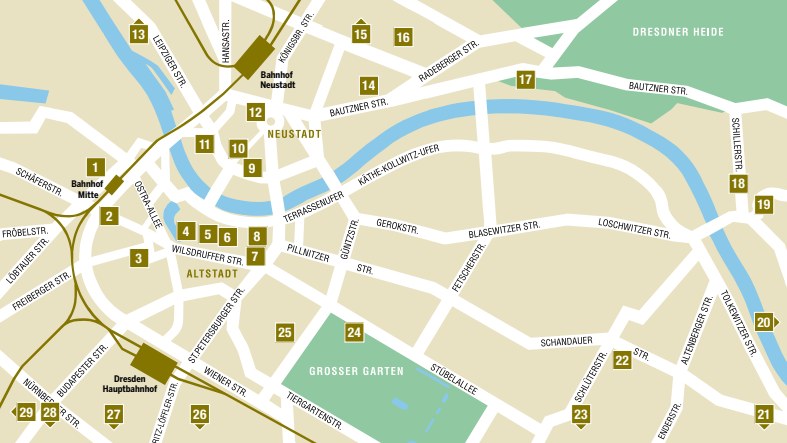 DRESDNER HEIDE
13
LEIPZIGER STR.
HANSASTR.
KÖNIGSBR. STR.
15
16
RADEBERGER STR.
Bahnhof
Neustadt
14
17
BAUTZNER STR.
BAUTZNER STR.
12
NEUSTADT
SCHILLERSTR.
11
10
9
KÄTHE-KOLLWITZ-UFER
1
Bahnhof
Mitte
SCHÄFERSTR.
OSTRA-ALLEE
18
19
2
TERRASSENUFER
FRÖBELSTR.
4
5
6
8
GÜNTZSTR.
GEROKSTR.
BLASEWITZER STR.
LOSCHWITZER STR.
LÖBTAUER STR.
3
WILSDRUFFER STR.
7
PILLNITZER
STR.
ALTSTADT
FETSCHERSTR.
FREIBERGER STR.
ST.PETERSBURGER STR.
TOLKEWITZER STR.
ALTENBERGER STR.
20
25
24
SCHANDAUER
STR.
22
BUDAPESTER STR.
Dresden
Hauptbahnhof
WIENER STR.
GROSSER GARTEN
STÜBELALLEE
SCHLÜTERSTR.
TIERGARTENSTR.
29
28
27
26
23
21
RITZ-LÖFFLER-STR.
ENDERSTR.